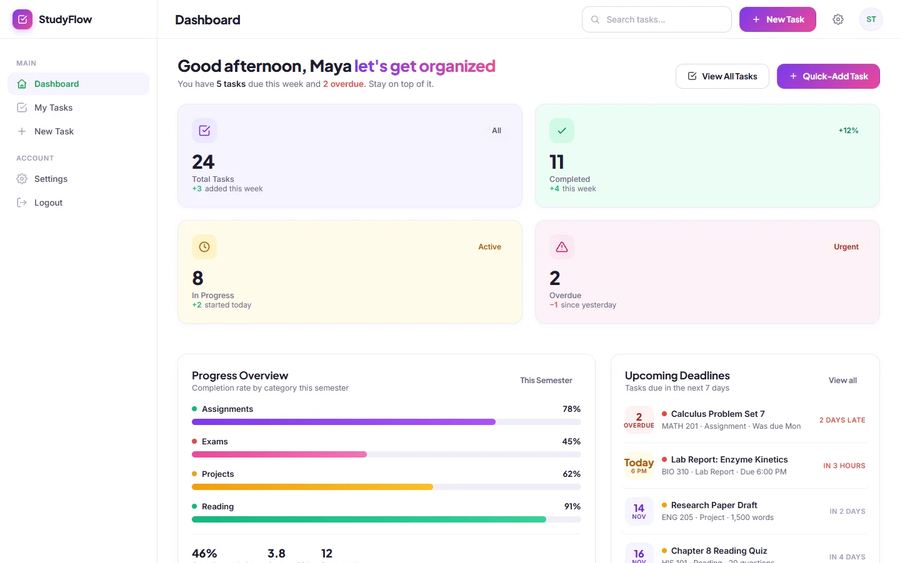 StudyFlow
Dashboard
Search tasks...
New Task
ST
MAIN
Dashboard
My Tasks
New Task
ACCOUNT
Settings
Logout
Good afternoon, Maya let's get organized
You have 5 tasks due this week and 2 overdue. Stay on top of it.
View All Tasks
Quick-Add Task
All
24
Total Tasks
+3 added this week
+12%
11
Completed
+4 this week
Active
8
In Progress
+2 started today
Urgent
2
Overdue
−1 since yesterday
Progress Overview
Completion rate by category this semester
This Semester
Assignments 78%
Exams 45%
Projects 62%
Reading 91%
46% 3.8 12
Upcoming Deadlines
Tasks due in the next 7 days
View all
2
OVERDUE
Calculus Problem Set 7
MATH 201 · Assignment · Was due Mon
2 DAYS LATE
Today
6 PM
Lab Report: Enzyme Kinetics
BIO 310 · Lab Report · Due 6:00 PM
IN 3 HOURS
14
NOV
Research Paper Draft
ENG 205 · Project · 1,500 words
IN 2 DAYS
16
NOV
Chapter 8 Reading Quiz
IN 4 DAYS